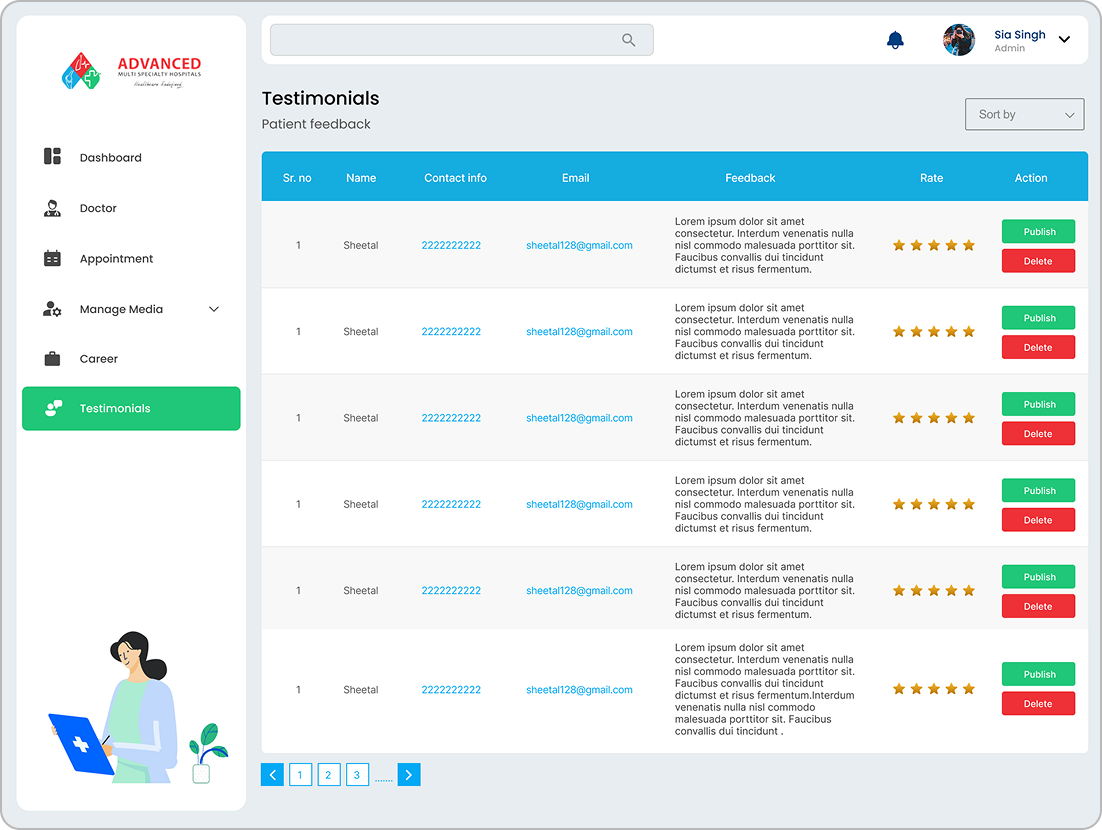 ADVANCED
MULTI SPECIALTY HOSPITALS
Dashboard
Doctor
Appointment
Manage Media
Career
Testimonials
Sia Singh
Admin
Testimonials
Patient feedback
Sort by
Sr. no Name Contact info Email Feedback Rate Action
Lorem ipsum dolor sit amet
consectetur. Interdum venenatis nulla
1 Sheetal 2222222222 sheetal128@gmail.com nisl commodo malesuada porttitor sit. Publish
Faucibus convallis dui tincidunt Delete
dictumst et risus fermentum.
Lorem ipsum dolor sit amet
consectetur. Interdum venenatis nulla
1 Sheetal 2222222222 sheetal128@gmail.com nisl commodo malesuada porttitor sit. Publish
Faucibus convallis dui tincidunt Delete
dictumst et risus fermentum.
Lorem ipsum dolor sit amet
consectetur. Interdum venenatis nulla
1 Sheetal 2222222222 sheetal128@gmail.com nisl commodo malesuada porttitor sit. Publish
Faucibus convallis dui tincidunt Delete
dictumst et risus fermentum.
Lorem ipsum dolor sit amet
consectetur. Interdum venenatis nulla
1 Sheetal 2222222222 sheetal128@gmail.com nisl commodo malesuada porttitor sit. Publish
Faucibus convallis dui tincidunt Delete
dictumst et risus fermentum.
Lorem ipsum dolor sit amet
consectetur. Interdum venenatis nulla
1 Sheetal 2222222222 sheetal128@gmail.com nisl commodo malesuada porttitor sit. Publish
Faucibus convallis dui tincidunt Delete
dictumst et risus fermentum.
Lorem ipsum dolor sit amet
consectetur. Interdum venenatis nulla
nisl commodo malesuada porttitor sit. Publish
Faucibus convallis dui tincidunt
1 Sheetal 2222222222 sheetal128@gmail.com dictumst et risus fermentum.Interdum
venenatis nulla nisl commodo Delete
malesuada porttitor sit. Faucibus
convallis dui tincidunt .
1 2 3 .......